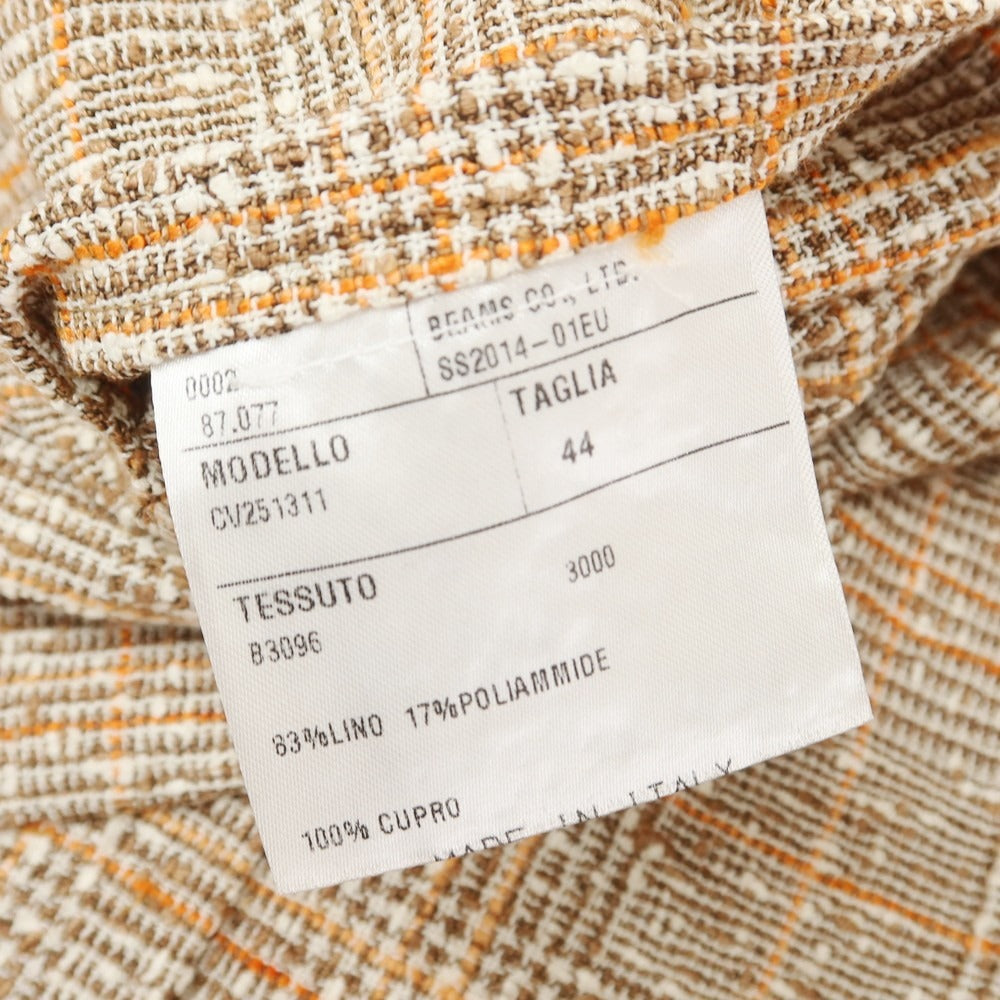 BEAMS CO., LTD.
SS2014-01EU
0002
87.077
MODELLO
CV251311
TAGLIA
44
TESSUTO
83096
3000
83%LINO 17%POLIAMMIDE
100% CUPRO
MADE IN ITALY